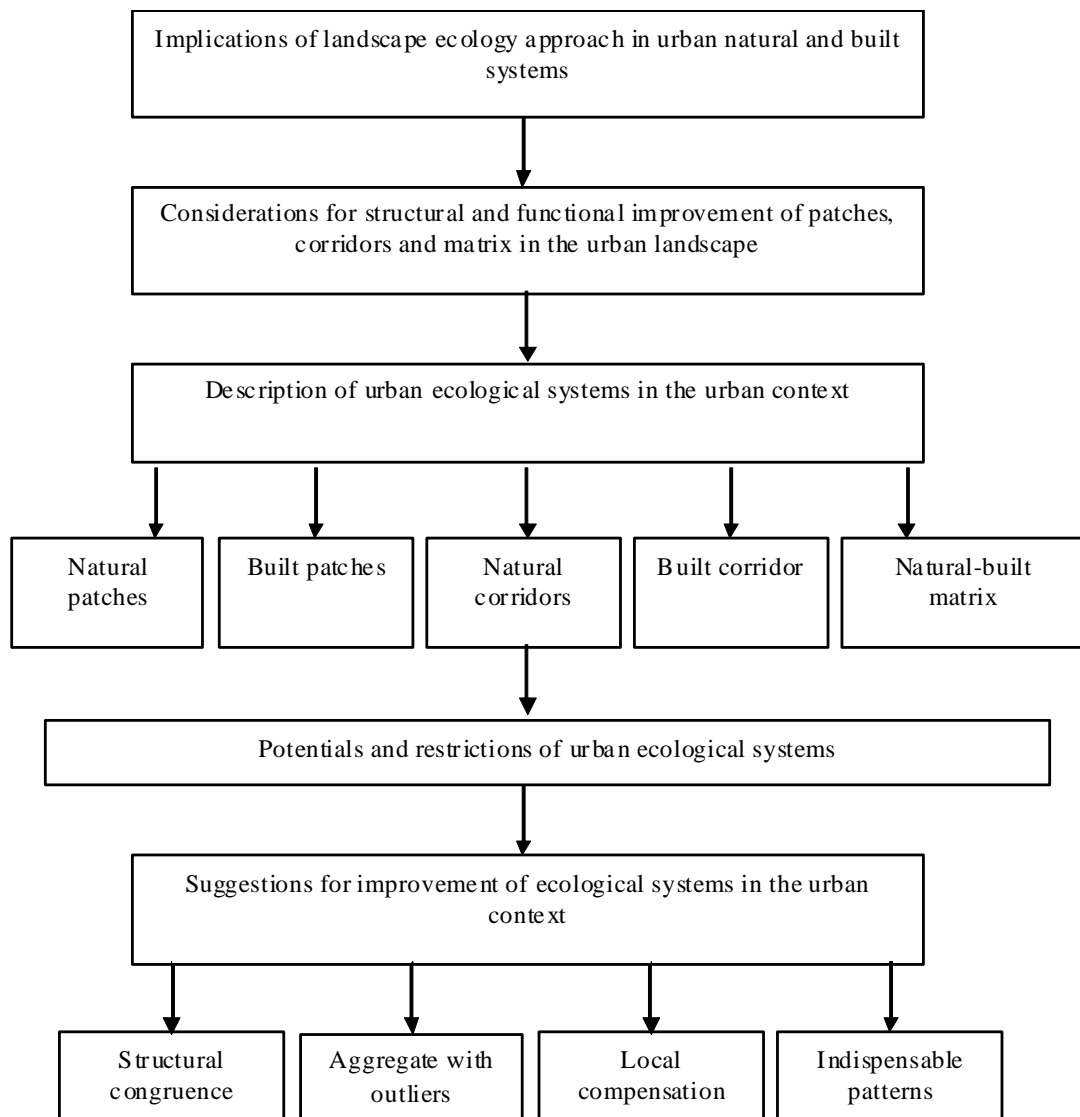 Implications of landscape ecology approach in urban natural and built
systems
Considerations for structural and functional improvement of patches,
corridors and matrix in the urban landscape
Description of urban ecological systems in the urban context
Natural
patches
Built patches
Natural
corridors
Built corridor
Natural-built
matrix
Potentials and restrictions of urban ecological systems
Suggestions for improvement of ecological systems in the urban
context
Structural
congruence
Aggregate with
outliers
Local
compensation
Indispensable
patterns